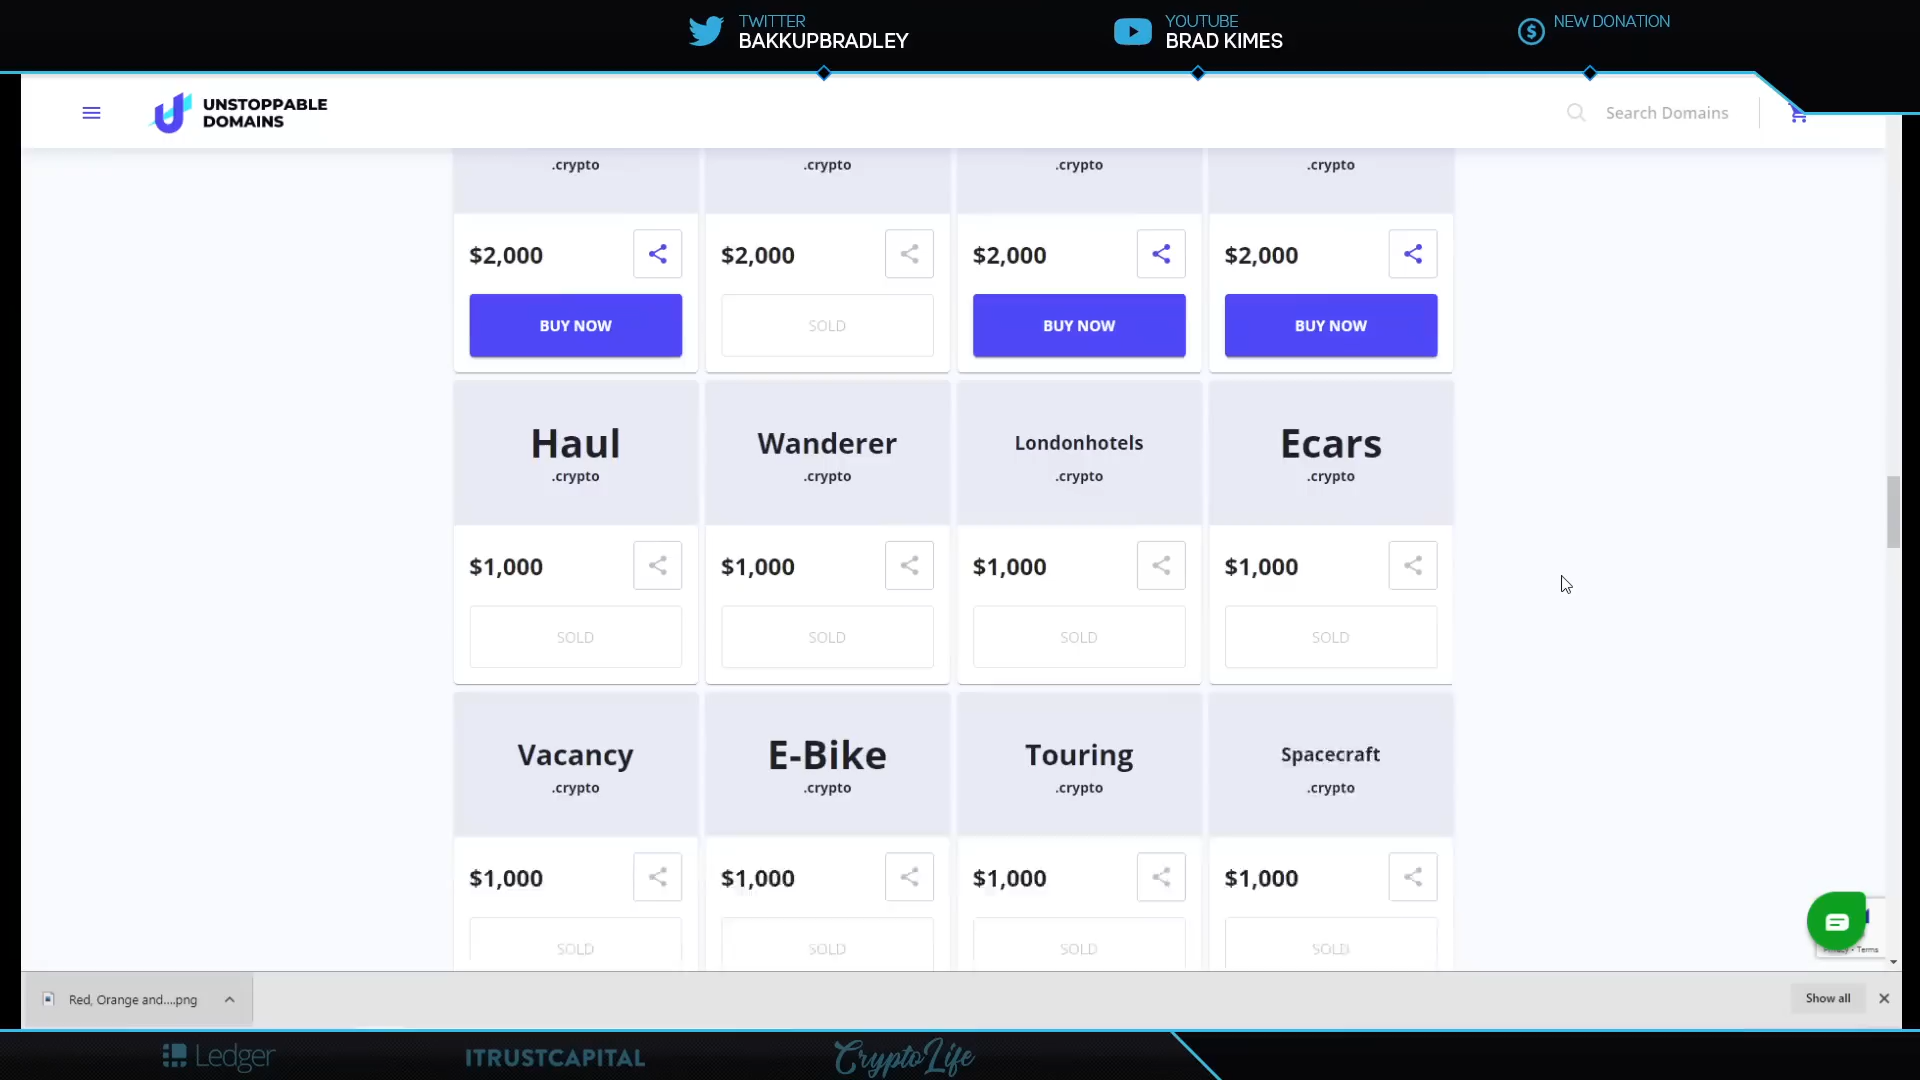 TWITTER
BAKKUPBRADLEY
YOUTUBE
BRAD KIMES
NEW DONATION
UNSTOPPABLE
DOMAINS
Search Domains
.crypto .crypto .crypto .crypto
$2,000 $2,000 $2,000 $2,000
BUY NOW SOLD BUY NOW BUY NOW
Haul Wanderer Londonhotels Ecars
.crypto .crypto .crypto .crypto
$1,000 $1,000 $1,000 $1,000
SOLD SOLD SOLD SOLD
Vacancy E-Bike Touring Spacecraft
.crypto .crypto .crypto .crypto
$1,000 $1,000 $1,000 $1,000
SOLD SOLD SOLD SOLD
Terms
Red, Orange and....png
Show all
Ledger ITRUSTCAPITAL CryptoLife